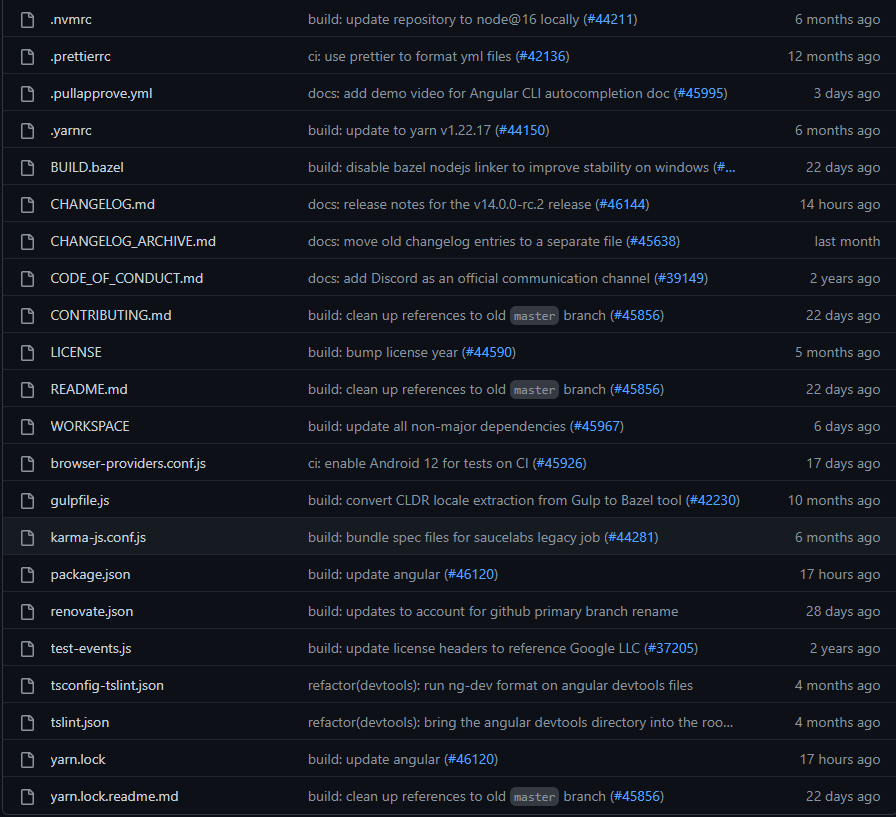 .nvmrc build: update repository to node@16 locally (#44211) 6 months ago
.prettierrc ci: use prettier to format yml files (#42136) 12 months ago
.pullapprove.yml docs: add demo video for Angular CLI autocompletion doc (#45995) 3 days ago
.yarnrc build: update to yarn v1.22.17 (#44150) 6 months ago
BUILD.bazel build: disable bazel nodejs linker to improve stability on windows (#... 22 days ago
CHANGELOG.md docs: release notes for the v14.0.0-rc.2 release (#46144) 14 hours ago
CHANGELOG_ARCHIVE.md docs: move old changelog entries to a separate file (#45638) last month
CODE_OF_CONDUCT.md docs: add Discord as an official communication channel (#39149) 2 years ago
CONTRIBUTING.md build: clean up references to old master branch (#45856) 22 days ago
LICENSE build: bump license year (#44590) 5 months ago
README.md build: clean up references to old master branch (#45856) 22 days ago
WORKSPACE build: update all non-major dependencies (#45967) 6 days ago
browser-providers.conf.js ci: enable Android 12 for tests on CI (#45926) 17 days ago
gulpfile.js build: convert CLDR locale extraction from Gulp to Bazel tool (#42230) 10 months ago
karma-js.conf.js build: bundle spec files for saucelabs legacy job (#44281) 6 months ago
package.json build: update angular (#46120) 17 hours ago
renovate.json build: updates to account for github primary branch rename 28 days ago
test-events.js build: update license headers to reference Google LLC (#37205) 2 years ago
tsconfig-tslint.json refactor(devtools): run ng-dev format on angular devtools files 4 months ago
tslint.json refactor(devtools): bring the angular devtools directory into the roo... 4 months ago
yarn.lock build: update angular (#46120) 17 hours ago
yarn.lock.readme.md build: clean up references to old master branch (#45856) 22 days ago